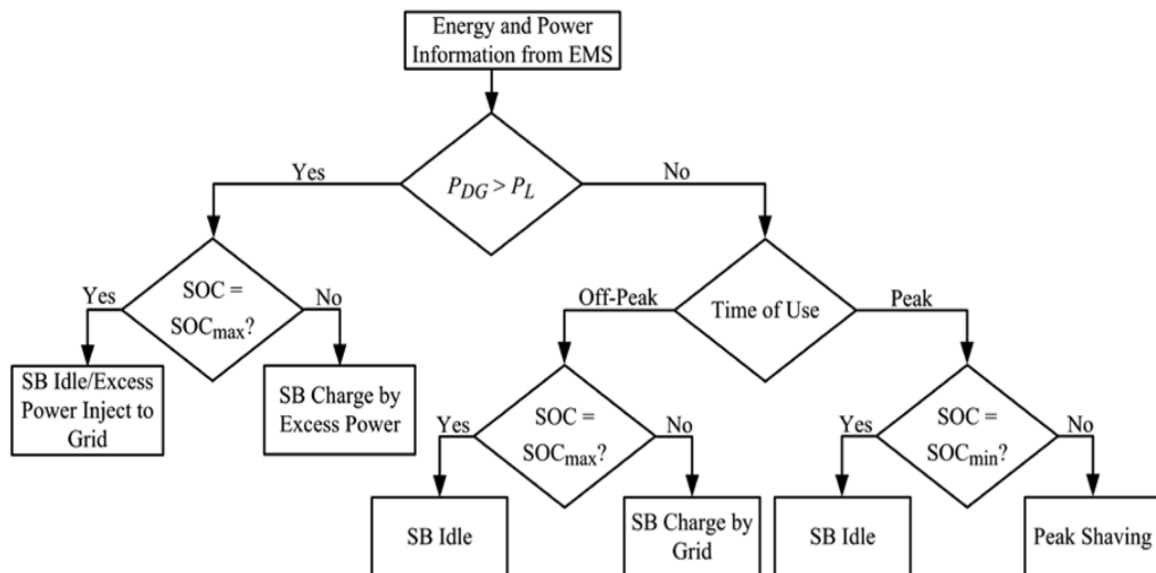 Energy and Power
Information from EMS
Yes
P_DG > P_L
No
Yes
SOC =
SOC_max?
No
Off-Peak
Time of Use
Peak
SB Idle/Excess
Power Inject to
Grid
SB Charge by
Excess Power
Yes
SOC =
SOC_max?
No
Yes
SOC =
SOC_min?
No
SB Idle
SB Charge by
Grid
SB Idle
Peak Shaving